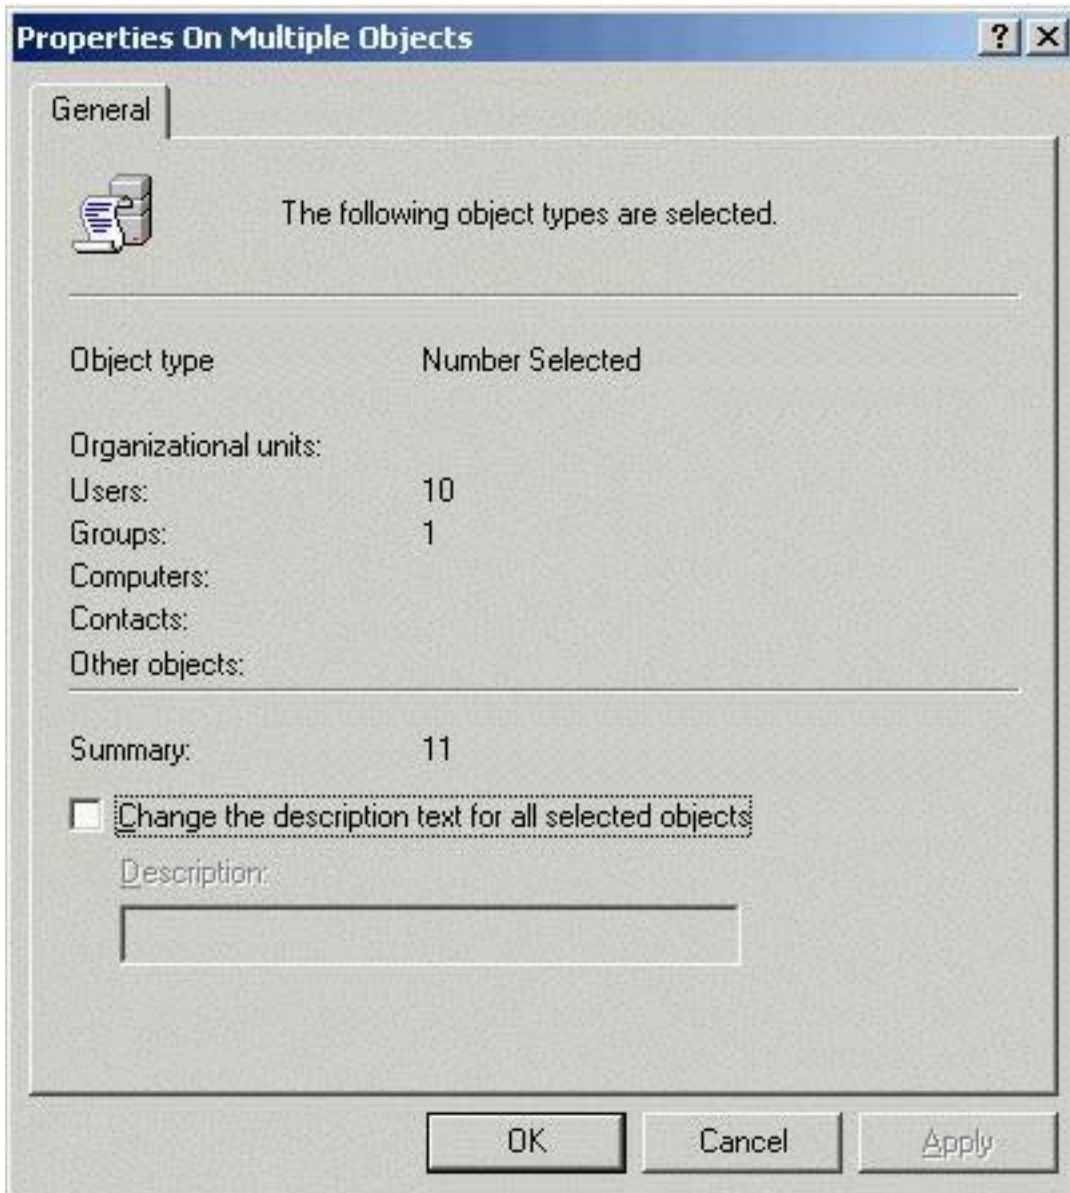 Properties On Multiple Objects
General
The following object types are selected.
Object type Number Selected
Organizational units:
Users: 10
Groups: 1
Computers:
Contacts:
Other objects:
Summary: 11
Change the description text for all selected objects
Description:
OK Cancel Apply